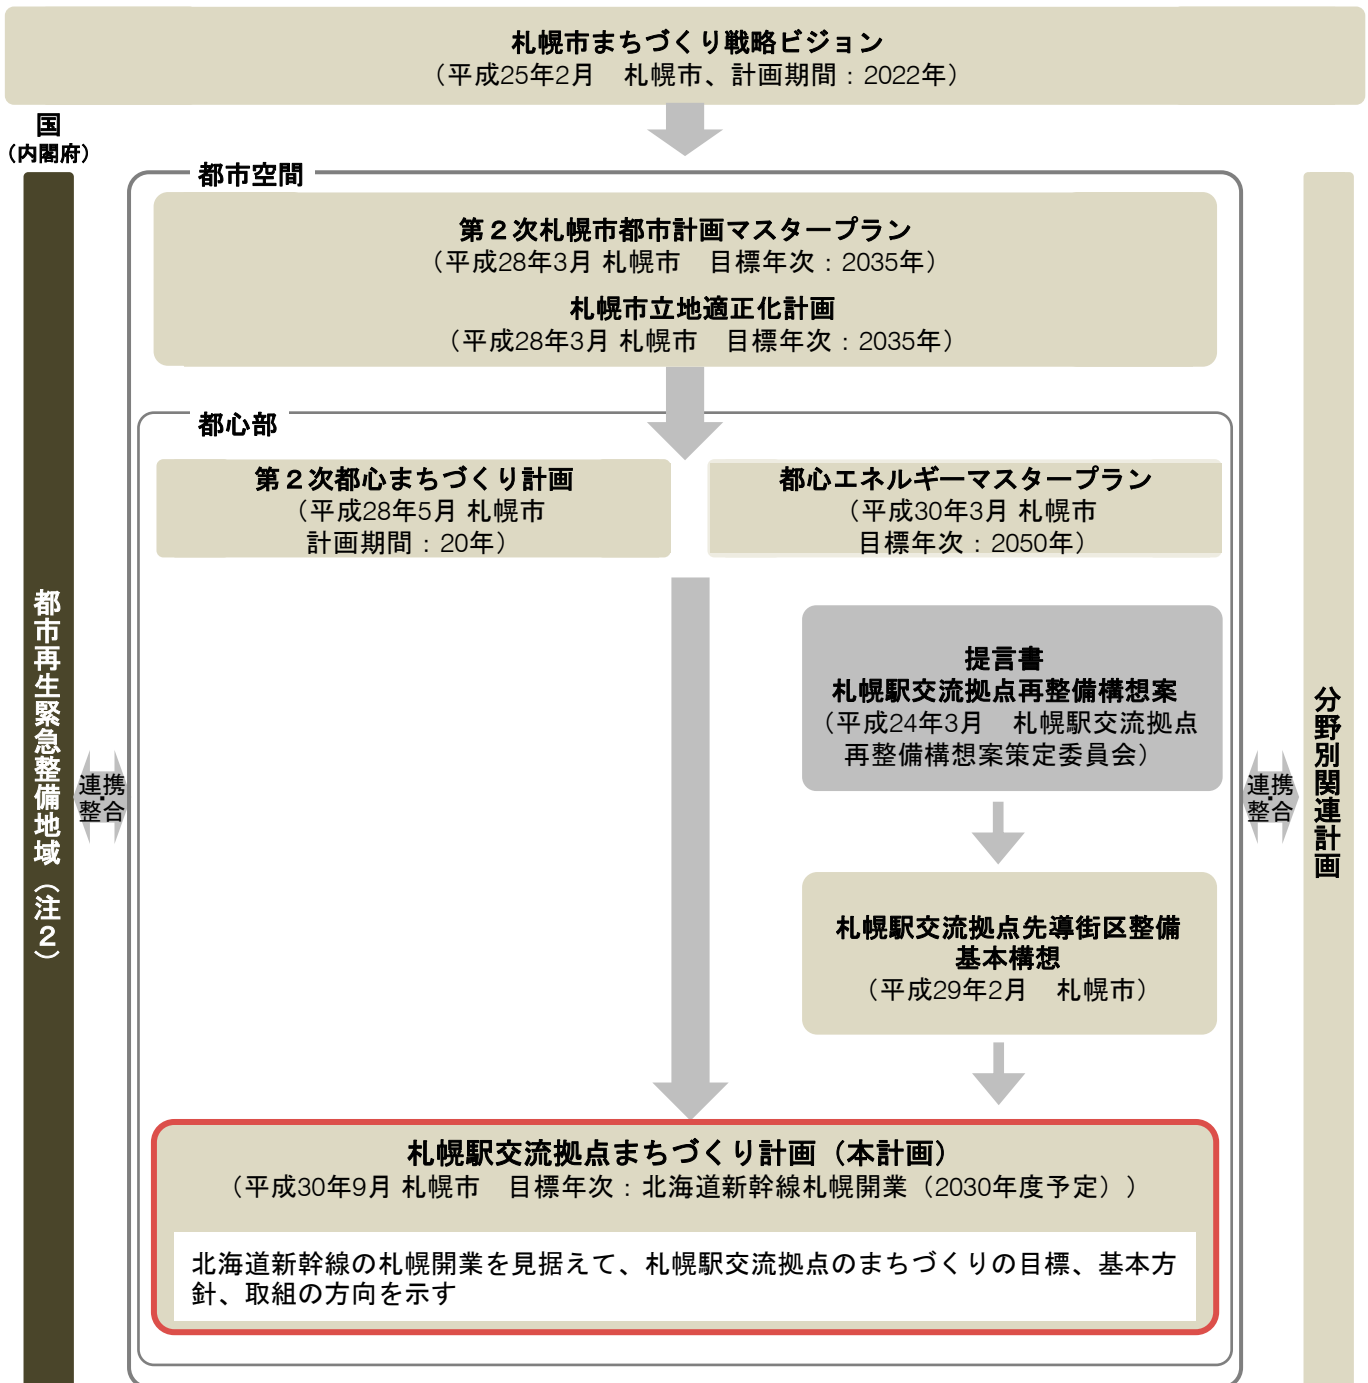 札幌市まちづくり戦略ビジョン
（平成25年2月　札幌市、計画期間：2022年）
国
（内閣府）
都市再生緊急整備地域（注２）
連携
・
整合
都市空間
第２次札幌市都市計画マスタープラン
（平成28年3月 札幌市　目標年次：2035年）
札幌市立地適正化計画
（平成28年3月 札幌市　目標年次：2035年）
都心部
第２次都心まちづくり計画
（平成28年5月 札幌市
計画期間：20年）
都心エネルギーマスタープラン
（平成30年3月 札幌市
目標年次：2050年）
提言書
札幌駅交流拠点再整備構想案
（平成24年3月　札幌駅交流拠点
再整備構想案策定委員会）
札幌駅交流拠点先導街区整備
基本構想
（平成29年2月　札幌市）
札幌駅交流拠点まちづくり計画（本計画）
（平成30年9月 札幌市　目標年次：北海道新幹線札幌開業（2030年度予定））
北海道新幹線の札幌開業を見据えて、札幌駅交流拠点のまちづくりの目標、基本方
針、取組の方向を示す
連携
・
整合
分野別関連計画